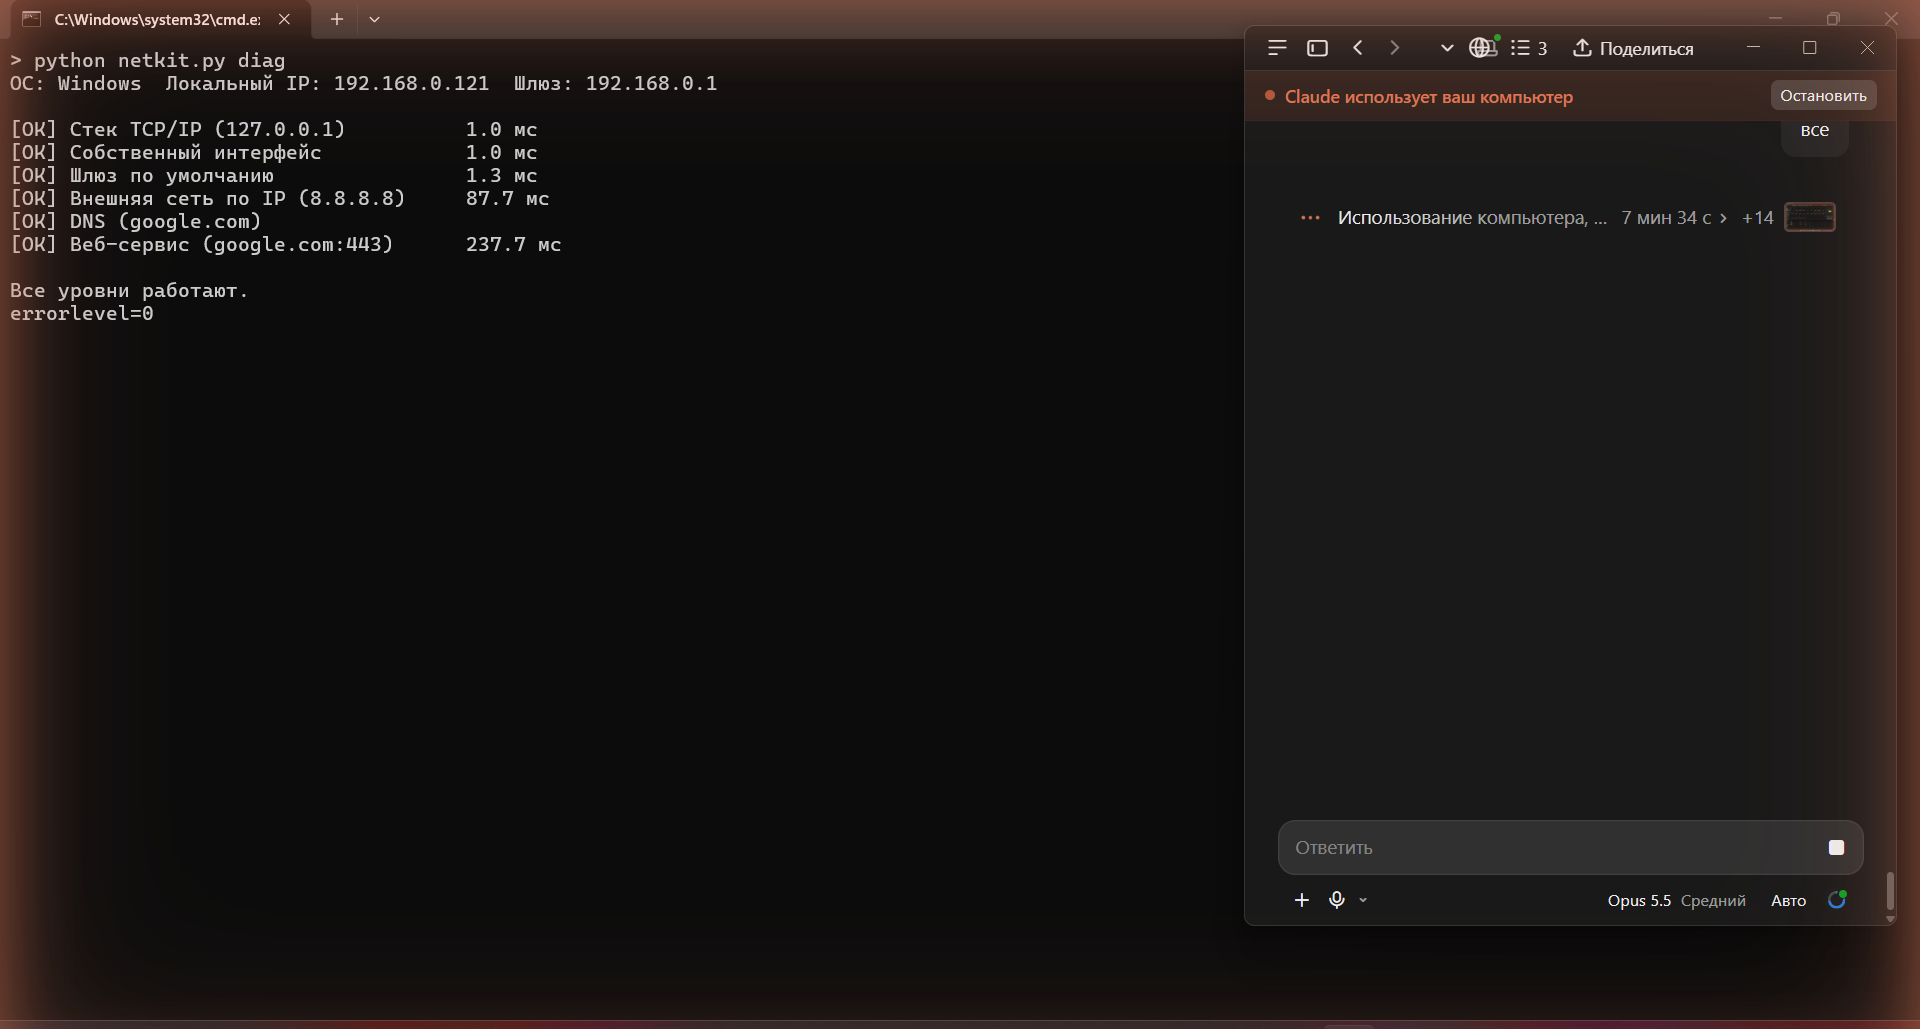 C:\Windows\system32\cmd.e
> python netkit.py diag
ОС: Windows  Локальный IP: 192.168.0.121  Шлюз: 192.168.0.1
[OK] Стек TCP/IP (127.0.0.1)          1.0 мс
[OK] Собственный интерфейс            1.0 мс
[OK] Шлюз по умолчанию                1.3 мс
[OK] Внешняя сеть по IP (8.8.8.8)     87.7 мс
[OK] DNS (google.com)
[OK] Веб-сервис (google.com:443)      237.7 мс
Все уровни работают.
errorlevel=0
3 Поделиться
Claude использует ваш компьютер Остановить
все
Использование компьютера, ... 7 мин 34 с > +14
Ответить
Opus 5.5 Средний Авто